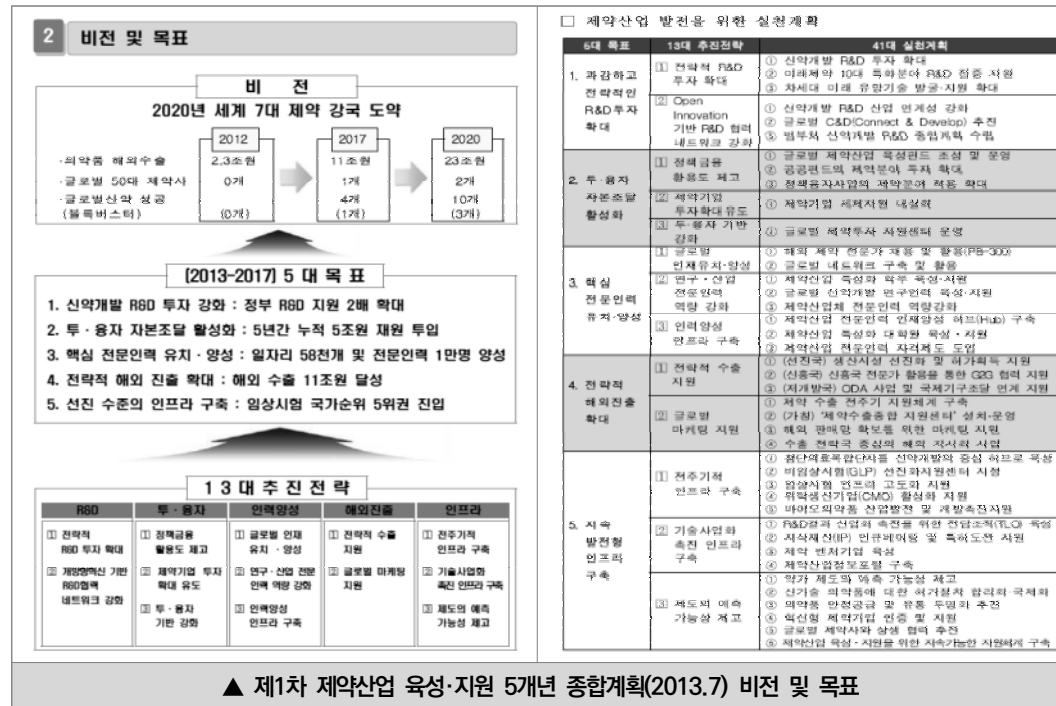 2 비전 및 목표
비 전
2020년 세계 7대 제약 강국 도약
2012 2017 2020
·의약품 해외수출 2.3조원 11조원 23조원
·글로벌 50대 제약사 0개 1개 2개
·글로벌신약 성공 4개 10개
(블록버스터) (0개) (1개) (3개)
(2013-2017) 5 대 목 표
1. 신약개발 R&D 투자 강화 : 정부 R&D 지원 2배 확대
2. 투·융자 자본조달 활성화 : 5년간 누적 5조원 재원 투입
3. 핵심 전문인력 유치·양성 : 일자리 58천개 및 전문인력 1만명 양성
4. 전략적 해외 진출 확대 : 해외 수출 11조원 달성
5. 선진 수준의 인프라 구축 : 임상시험 국가순위 5위권 진입
1 3 대 추 진 전 략
R&D 투·융자 인력양성 해외진출 인프라
1 전략적 R&D 투자 확대
2 개방형혁신 기반 R&D협력 네트워크 강화
1 정책금융 활용도 제고
2 제약기업 투자 확대 유도
3 투·융자 기반 강화
1 글로벌 인재 유치·양성
2 연구·산업 전문 인력 역량 강화
3 인력양성 인프라 구축
1 전략적 수출 지원
2 글로벌 마케팅 지원
1 전주기적 인프라 구축
2 기술사업화 촉진 인프라 구축
3 제도의 예측 가능성 제고
□ 제약산업 발전을 위한 실천계획
5대 목표 13대 추진전략 41대 실천계획
1. 과감하고 전략적인 R&D투자 확대
1 전략적 R&D 투자 확대
① 신약개발 R&D 투자 확대
② 미래제약 10대 특화분야 R&D 집중 지원
③ 차세대 미래 유망기술 발굴·지원 확대
2 Open Innovation 기반 R&D 협력 네트워크 강화
① 신약개발 R&D 산업 연계성 강화
② 글로벌 C&D(Connect & Develop) 추진
③ 범부처 신약개발 R&D 종합계획 수립
2. 투·융자 자본조달 활성화
1 정책금융 활용도 제고
① 글로벌 제약산업 육성펀드 조성 및 운영
② 공공펀드의 제약분야 투자 확대
③ 정책융자사업의 제약분야 적용 확대
2 제약기업 투자확대유도
① 제약기업 세제지원 내실화
3 투·융자 기반 강화
① 글로벌 제약투자 지원센터 운영
3. 핵심 전문인력 유치·양성
1 글로벌 인재유치·양성
① 해외 제약 전문가 채용 및 활용(PB-300)
② 글로벌 네트워크 구축 및 활용
2 연구·산업 전문인력 역량 강화
① 제약산업 특성화 학부 육성·지원
② 글로벌 신약개발 연구인력 육성·지원
③ 제약산업체 전문인력 역량강화
3 인력양성 인프라 구축
① 제약산업 전문인력 인재양성 허브(Hub) 구축
② 제약산업 특성화 대학원 육성·지원
③ 제약산업 전문인력 자격제도 도입
4. 전략적 해외진출 확대
1 전략적 수출 지원
① (선진국) 생산시설 선진화 및 허가획득 지원
② (신흥국) 신흥국 전문가 활용을 통한 G2G 협력 지원
③ (저개발국) ODA 사업 및 국제기구조달 연계 지원
2 글로벌 마케팅 지원
① 제약 수출 전주기 지원체계 구축
② (가칭) '제약수출종합 지원센터' 설치·운영
③ 해외 판매망 확보를 위한 마케팅 지원
④ 수출 전략국 중심의 해외 지사화 사업
5. 지속 발전형 인프라 구축
1 전주기적 인프라 구축
① 첨단의료복합단지를 신약개발의 중심 허브로 육성
② 비임상시험(GLP) 선진화지원센터 지정
③ 임상시험 인프라 고도화 지원
④ 위탁생산기업(CMO) 활성화 지원
⑤ 바이오의약품 산업발전 및 개발촉진지원
2 기술사업화 촉진 인프라 구축
① R&D결과 산업화 촉진을 위한 전담조직(TLO) 육성
② 지식재산(IP) 인큐베이팅 및 특허도전 지원
③ 제약 벤처기업 육성
④ 제약산업정보포털 구축
3 제도의 예측 가능성 제고
① 약가 제도의 예측 가능성 제고
② 신기술 의약품에 대한 허가절차 합리화·국제화
③ 의약품 안정공급 및 유통 투명화 추진
④ 혁신형 제약기업 인증 및 지원
⑤ 글로벌 제약사와 상생 협력 추진
⑥ 제약산업 육성·지원을 위한 지속가능한 지원체계 구축
▲ 제1차 제약산업 육성·지원 5개년 종합계획(2013.7) 비전 및 목표